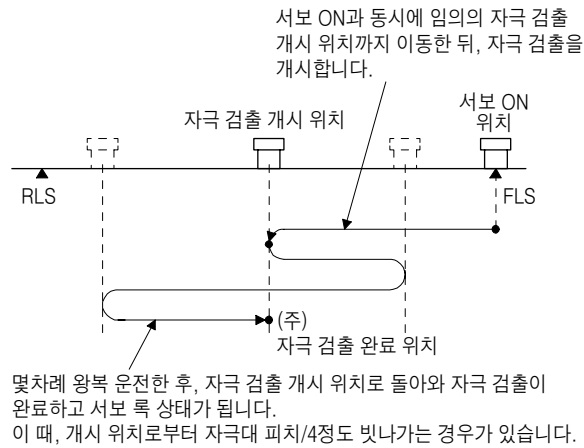 서보 ON과 동시에 임의의 자극 검출
개시 위치까지 이동한 뒤, 자극 검출을
개시합니다.
서보 ON
위치
자극 검출 개시 위치
RLS
FLS
(주)
자극 검출 완료 위치
몇차례 왕복 운전한 후, 자극 검출 개시 위치로 돌아와 자극 검출이
완료하고 서보 록 상태가 됩니다.
이 때, 개시 위치로부터 자극대 피치/4정도 빗나가는 경우가 있습니다.